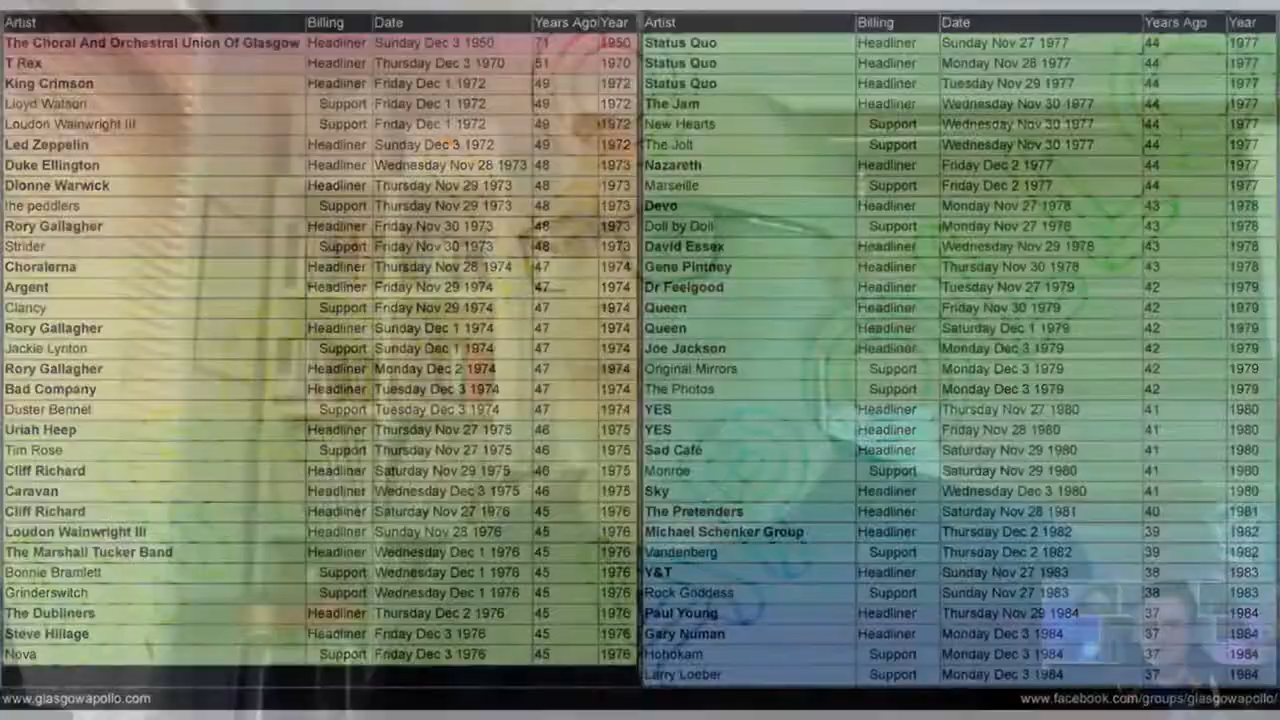 Artist Billing Date Years Ago Year
The Choral And Orchestral Union Of Glasgow Headliner Sunday Dec 3 1950 71 1950
T Rex Headliner Thursday Dec 3 1970 51 1970
King Crimson Headliner Friday Dec 1 1972 49 1972
Lloyd Watson Support Friday Dec 1 1972 49 1972
Loudon Wainwright III Support Friday Dec 1 1972 49 1972
Led Zeppelin Headliner Sunday Dec 3 1972 49 1972
Duke Ellington Headliner Wednesday Nov 28 1973 48 1973
Dionne Warwick Headliner Thursday Nov 29 1973 48 1973
the peddlers Support Thursday Nov 29 1973 48 1973
Rory Gallagher Headliner Friday Nov 30 1973 48 1973
Strider Support Friday Nov 30 1973 48 1973
Choralerna Headliner Thursday Nov 28 1974 47 1974
Argent Headliner Friday Nov 29 1974 47 1974
Clancy Support Friday Nov 29 1974 47 1974
Rory Gallagher Headliner Sunday Dec 1 1974 47 1974
Jackie Lynton Support Sunday Dec 1 1974 47 1974
Rory Gallagher Headliner Monday Dec 2 1974 47 1974
Bad Company Headliner Tuesday Dec 3 1974 47 1974
Duster Bennet Support Tuesday Dec 3 1974 47 1974
Uriah Heep Headliner Thursday Nov 27 1975 46 1975
Tim Rose Support Thursday Nov 27 1975 46 1975
Cliff Richard Headliner Saturday Nov 29 1975 46 1975
Caravan Headliner Wednesday Dec 3 1975 46 1975
Cliff Richard Headliner Saturday Nov 27 1976 45 1976
Loudon Wainwright III Headliner Sunday Nov 28 1976 45 1976
The Marshall Tucker Band Headliner Wednesday Dec 1 1976 45 1976
Bonnie Bramlett Support Wednesday Dec 1 1976 45 1976
Grinderswitch Support Wednesday Dec 1 1976 45 1976
The Dubliners Headliner Thursday Dec 2 1976 45 1976
Steve Hillage Headliner Friday Dec 3 1976 45 1976
Nova Support Friday Dec 3 1976 45 1976
www.glasgowapollo.com
Artist Billing Date Years Ago Year
Status Quo Headliner Sunday Nov 27 1977 44 1977
Status Quo Headliner Monday Nov 28 1977 44 1977
Status Quo Headliner Tuesday Nov 29 1977 44 1977
The Jam Headliner Wednesday Nov 30 1977 44 1977
New Hearts Support Wednesday Nov 30 1977 44 1977
The Jolt Support Wednesday Nov 30 1977 44 1977
Nazareth Headliner Friday Dec 2 1977 44 1977
Marseille Support Friday Dec 2 1977 44 1977
Devo Headliner Monday Nov 27 1978 43 1978
Doll by Doll Support Monday Nov 27 1978 43 1978
David Essex Headliner Wednesday Nov 29 1978 43 1978
Gene Pintney Headliner Thursday Nov 30 1978 43 1978
Dr Feelgood Headliner Tuesday Nov 27 1979 42 1979
Queen Headliner Friday Nov 30 1979 42 1979
Queen Headliner Saturday Dec 1 1979 42 1979
Joe Jackson Headliner Monday Dec 3 1979 42 1979
Original Mirrors Support Monday Dec 3 1979 42 1979
The Photos Support Monday Dec 3 1979 42 1979
YES Headliner Thursday Nov 27 1980 41 1980
YES Headliner Friday Nov 28 1980 41 1980
Sad Café Headliner Saturday Nov 29 1980 41 1980
Monroe Support Saturday Nov 29 1980 41 1980
Sky Headliner Wednesday Dec 3 1980 41 1980
The Pretenders Headliner Saturday Nov 28 1981 40 1981
Michael Schenker Group Headliner Thursday Dec 2 1982 39 1982
Vandenberg Support Thursday Dec 2 1982 39 1982
Y&T Headliner Sunday Nov 27 1983 38 1983
Rock Goddess Support Sunday Nov 27 1983 38 1983
Paul Young Headliner Thursday Nov 29 1984 37 1984
Gary Numan Headliner Monday Dec 3 1984 37 1984
Hohokam Support Monday Dec 3 1984 37 1984
Larry Loeber Support Monday Dec 3 1984 37 1984
www.facebook.com/groups/glasgowapollo/